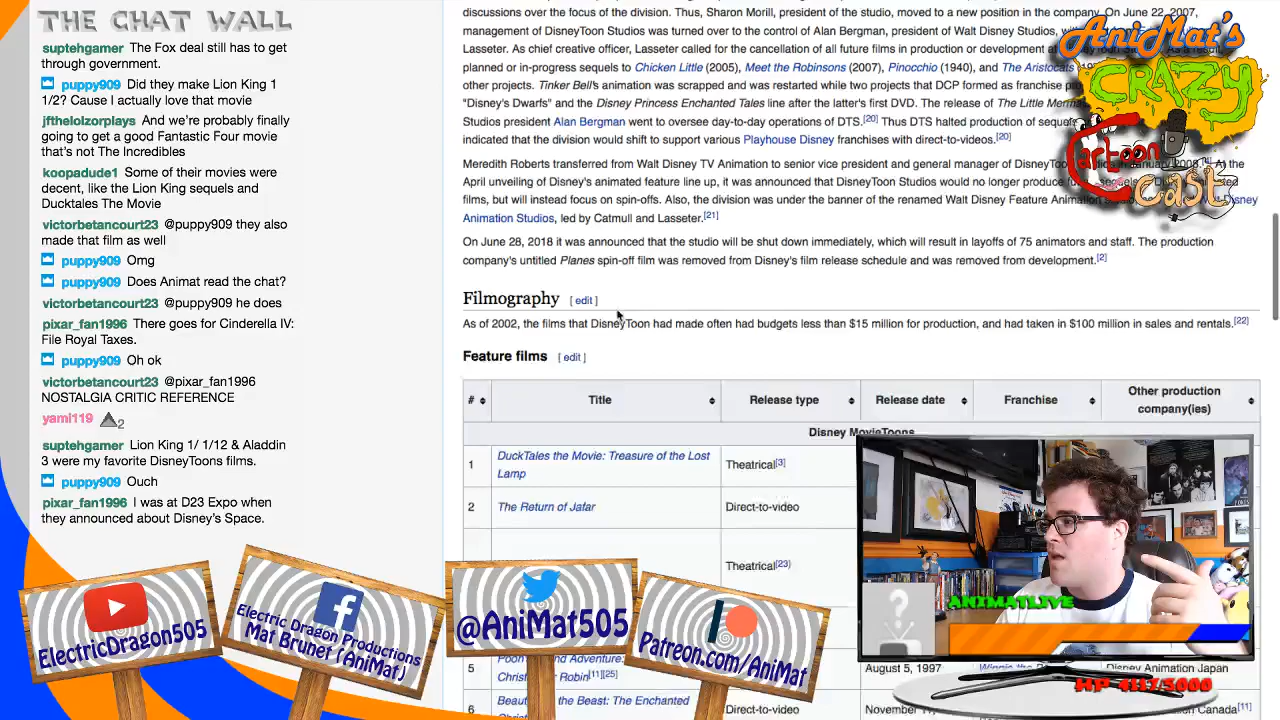 THE CHAT WALL
suptehgamer The Fox deal still has to get
through government.
puppy909 Did they make Lion King 1
1/2? Cause I actually love that movie
jftheloizorplays And we're probably finally
going to get a good Fantastic Four movie
that's not The Incredibles
koopadude1 Some of their movies were
decent, like the Lion King sequels and
Ducktales The Movie
victorbetancourt23 @puppy909 they also
made that film as well
puppy909 Omg
puppy909 Does Animat read the chat?
victorbetancourt23 @puppy909 he does
pixar_fan1996 There goes for Cinderella IV:
File Royal Taxes.
puppy909 Oh ok
victorbetancourt23 @pixar_fan1996
NOSTALGIA CRITIC REFERENCE
yami119 2
suptehgamer Lion King 1/ 1/12 & Aladdin
3 were my favorite DisneyToons films.
puppy909 Ouch
pixar_fan1996 I was at D23 Expo when
they announced about Disney's Space.
discussions over the focus of the division. Thus, Sharon Morill, president of the studio, moved to a new position in the company. On June 22, 2007,
management of DisneyToon Studios was turned over to the control of Alan Bergman, president of Walt Disney Studios,
Lasseter. As chief creative officer, Lasseter called for the cancellation of all future films in production or development at
planned or in-progress sequels to Chicken Little (2005), Meet the Robinsons (2007), Pinocchio (1940), and The Aristocats
other projects. Tinker Bell's animation was scrapped and was restarted while two projects that DCP formed as franchise
"Disney's Dwarfs" and the Disney Princess Enchanted Tales line after the latter's first DVD. The release of The Little
Studios president Alan Bergman went to oversee day-to-day operations of DTS.[20] Thus DTS halted production of
indicated that the division would shift to support various Playhouse Disney franchises with direct-to-videos.[20]
Meredith Roberts transferred from Walt Disney TV Animation to senior vice president and general manager of January 2008. At the
April unveiling of Disney's animated feature line up, it was announced that DisneyToon Studios would no longer produce
films, but will instead focus on spin-offs. Also, the division was under the banner of the renamed Walt Disney Feature Disney
Animation Studios, led by Catmull and Lasseter.[21]
On June 28, 2018 it was announced that the studio will be shut down immediately, which will result in layoffs of 75 animators and staff. The production
company's untitled Planes spin-off film was removed from Disney's film release schedule and was removed from development.[2]
Filmography [ edit ]
As of 2002, the films that DisneyToon had made often had budgets less than $15 million for production, and had taken in $100 million in sales and rentals.[22]
Feature films [ edit ]
# Title Release type Release date Franchise Other production
company(ies)
Disney MovieToons
1 DuckTales the Movie: Treasure of the Lost
Lamp Theatrical[3]
2 The Return of Jafar Direct-to-video
Theatrical[23]
5 Adventure:
Robin[11][25] August 5, 1997 Disney Animation Japan
6 the Beast: The Enchanted
Direct-to-video Canada[11]
AniMat's
CRAZY
Cartoon
Cast
ElectricDragon505
Electric Dragon Productions
Mat Brunet (AniMat)
@AniMat505
Patreon.com/AniMat
?
ANIMATLIVE
HP 4117/5000